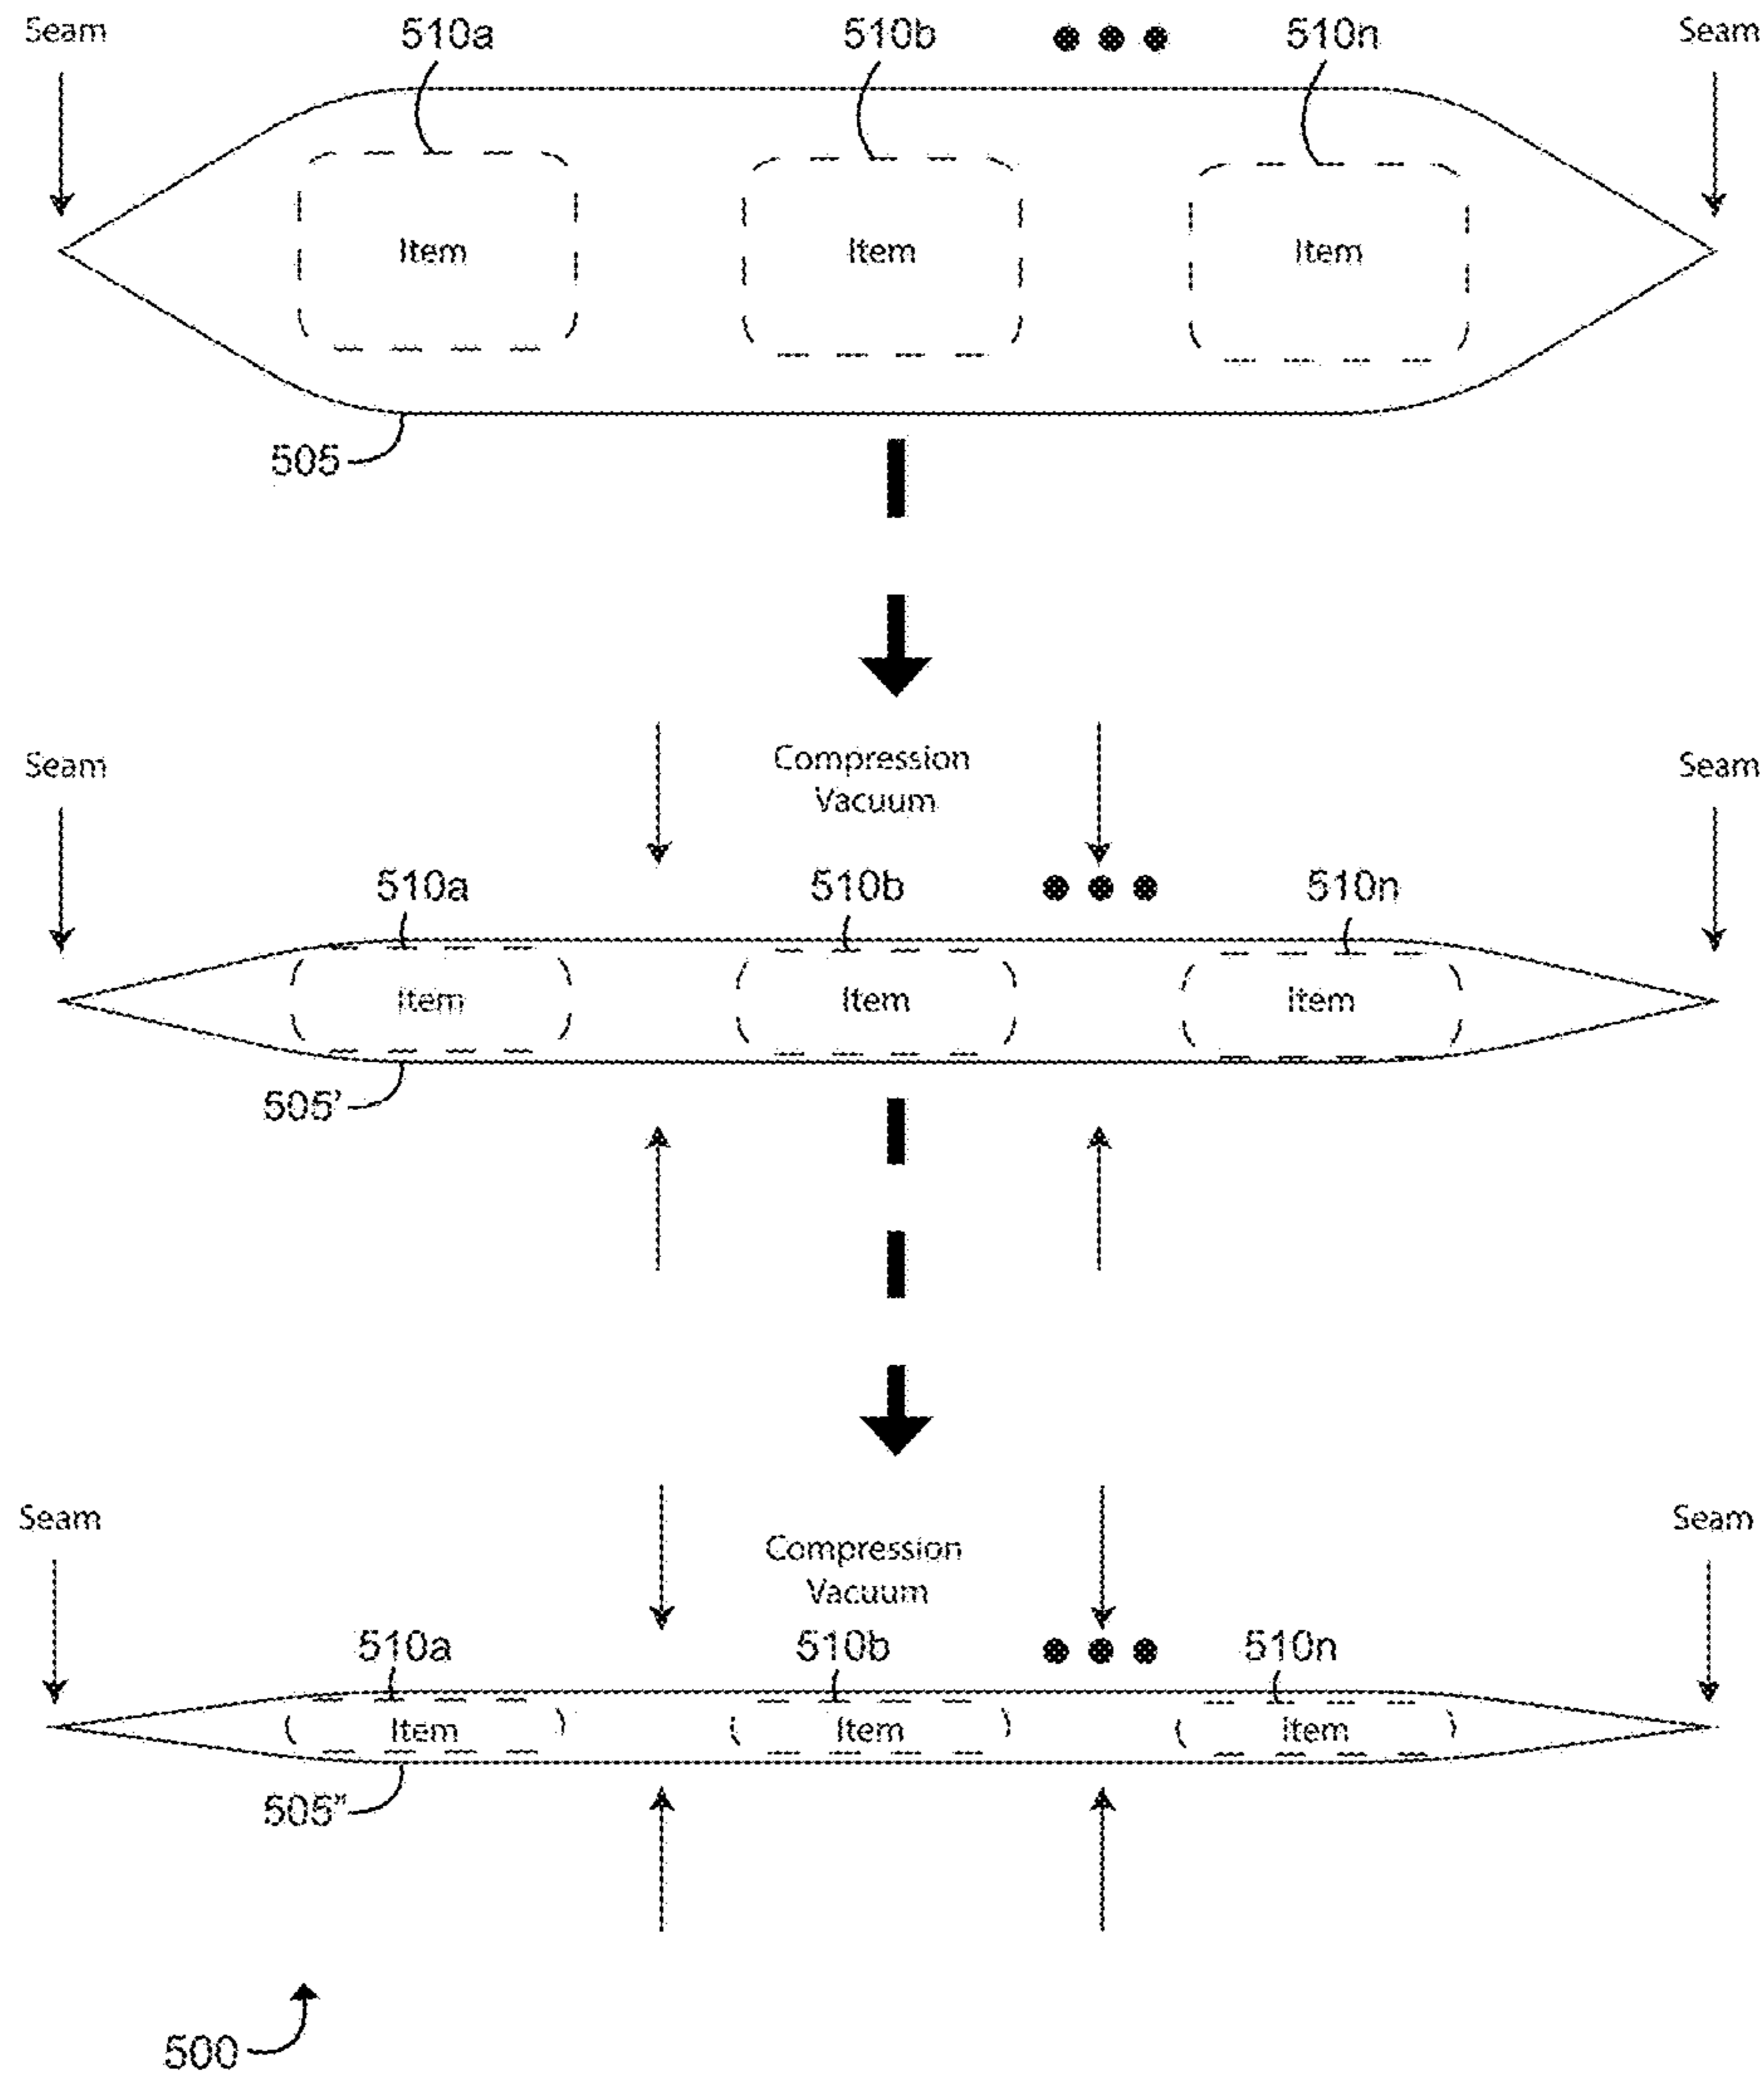 Seam 510a 510b 510n Seam
Item Item Item
505
Compression
Vacuum
Seam Seam
510a 510b 510n
Item Item Item
505'
Seam Seam
Compression
Vacuum
510a 510b 510n
Item Item Item
505"
500